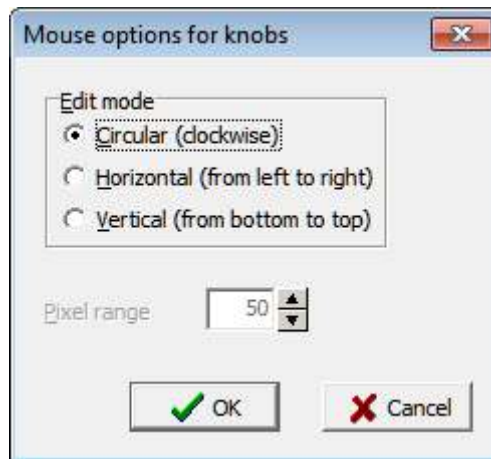 Mouse options for knobs
Edit mode
Circular (clockwise)
Horizontal (from left to right)
Vertical (from bottom to top)
Pixel range 50
OK Cancel